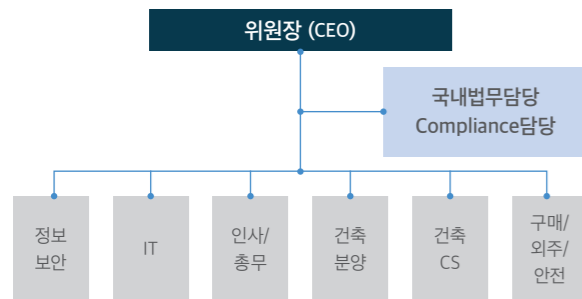 위원장 (CEO)
국내법무담당
Compliance담당
정보
보안
IT
인사/
총무
건축
분양
건축
CS
구매/
외주/
안전